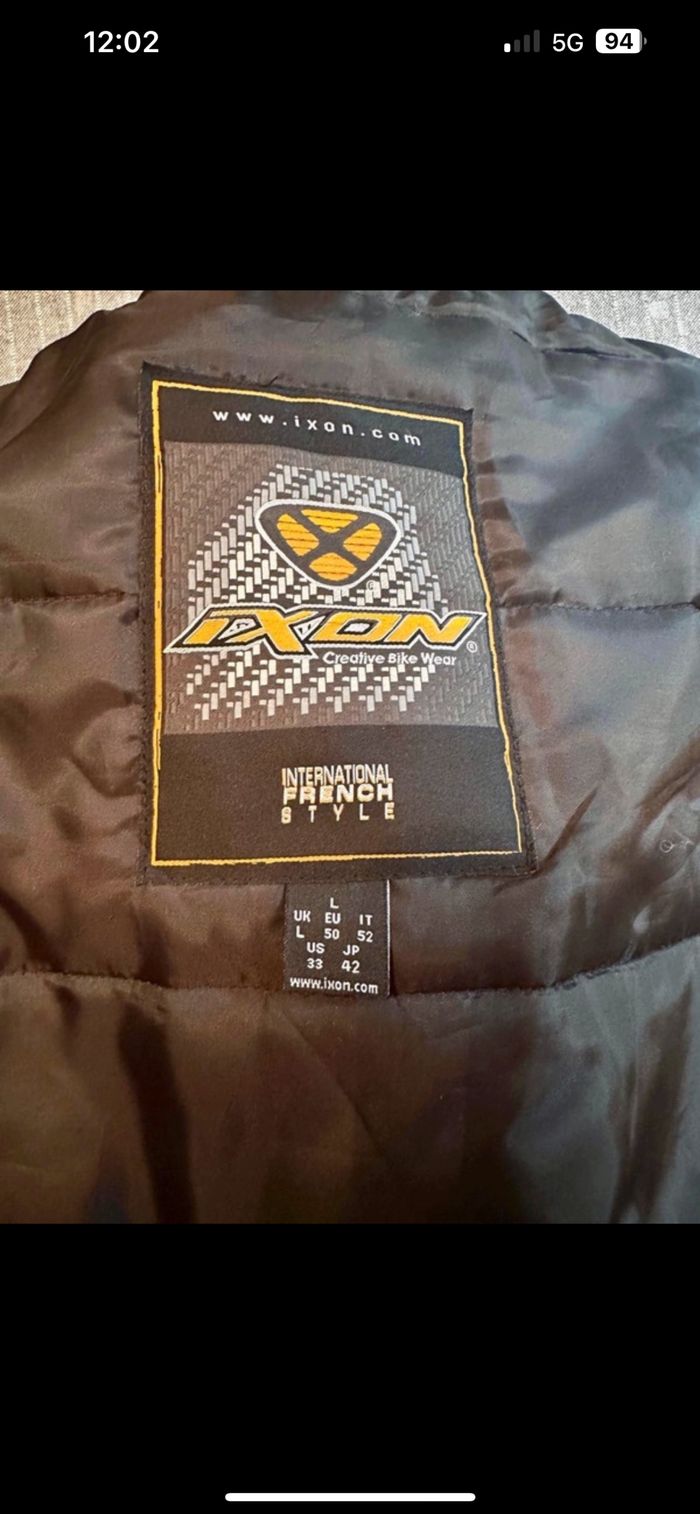 12:02
5G 94
www.ixon.com
IXON
Creative Bike Wear
INTERNATIONAL
FRENCH
STYLE
L
UK EU IT
L 50 52
US JP
33 42
www.ixon.com